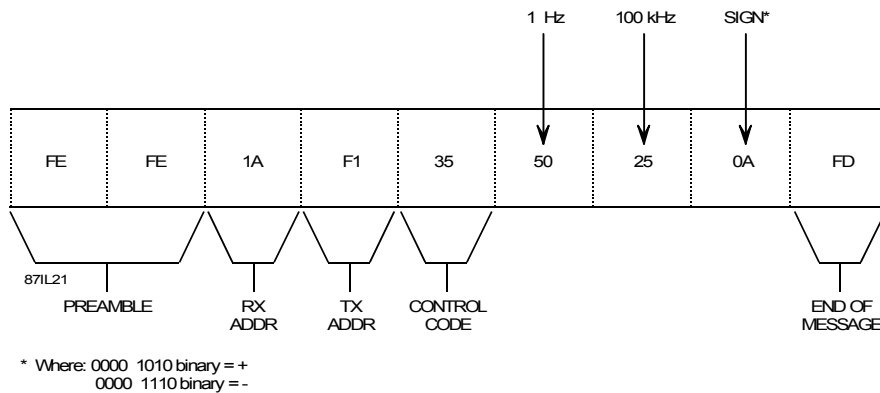 1 Hz 100 kHz SIGN*
FE FE 1A F1 35 50 25 0A FD
87IL21
PREAMBLE RX ADDR TX ADDR CONTROL CODE END OF MESSAGE
* Where: 0000 1010 binary = +
0000 1110 binary = -